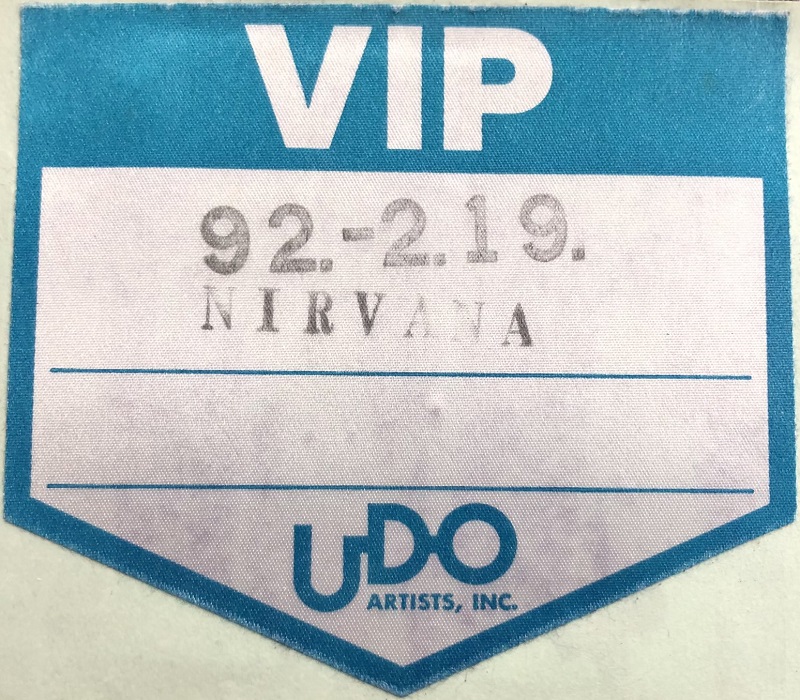 VIP
92.-2.19.
NIRVANA
UDO
ARTISTS, INC.